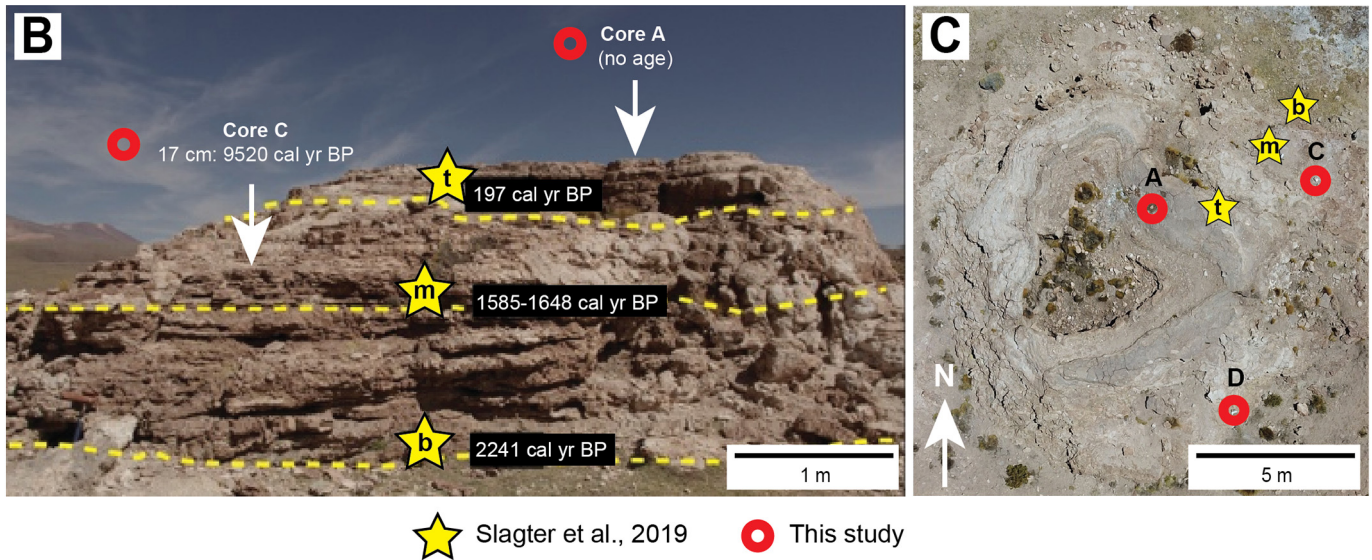 B
Core A
(no age)
Core C
17 cm: 9520 cal yr BP
t
197 cal yr BP
m
1585-1648 cal yr BP
b
2241 cal yr BP
1 m
C
b
m
C
A
t
D
N
5 m
Slagter et al., 2019
This study